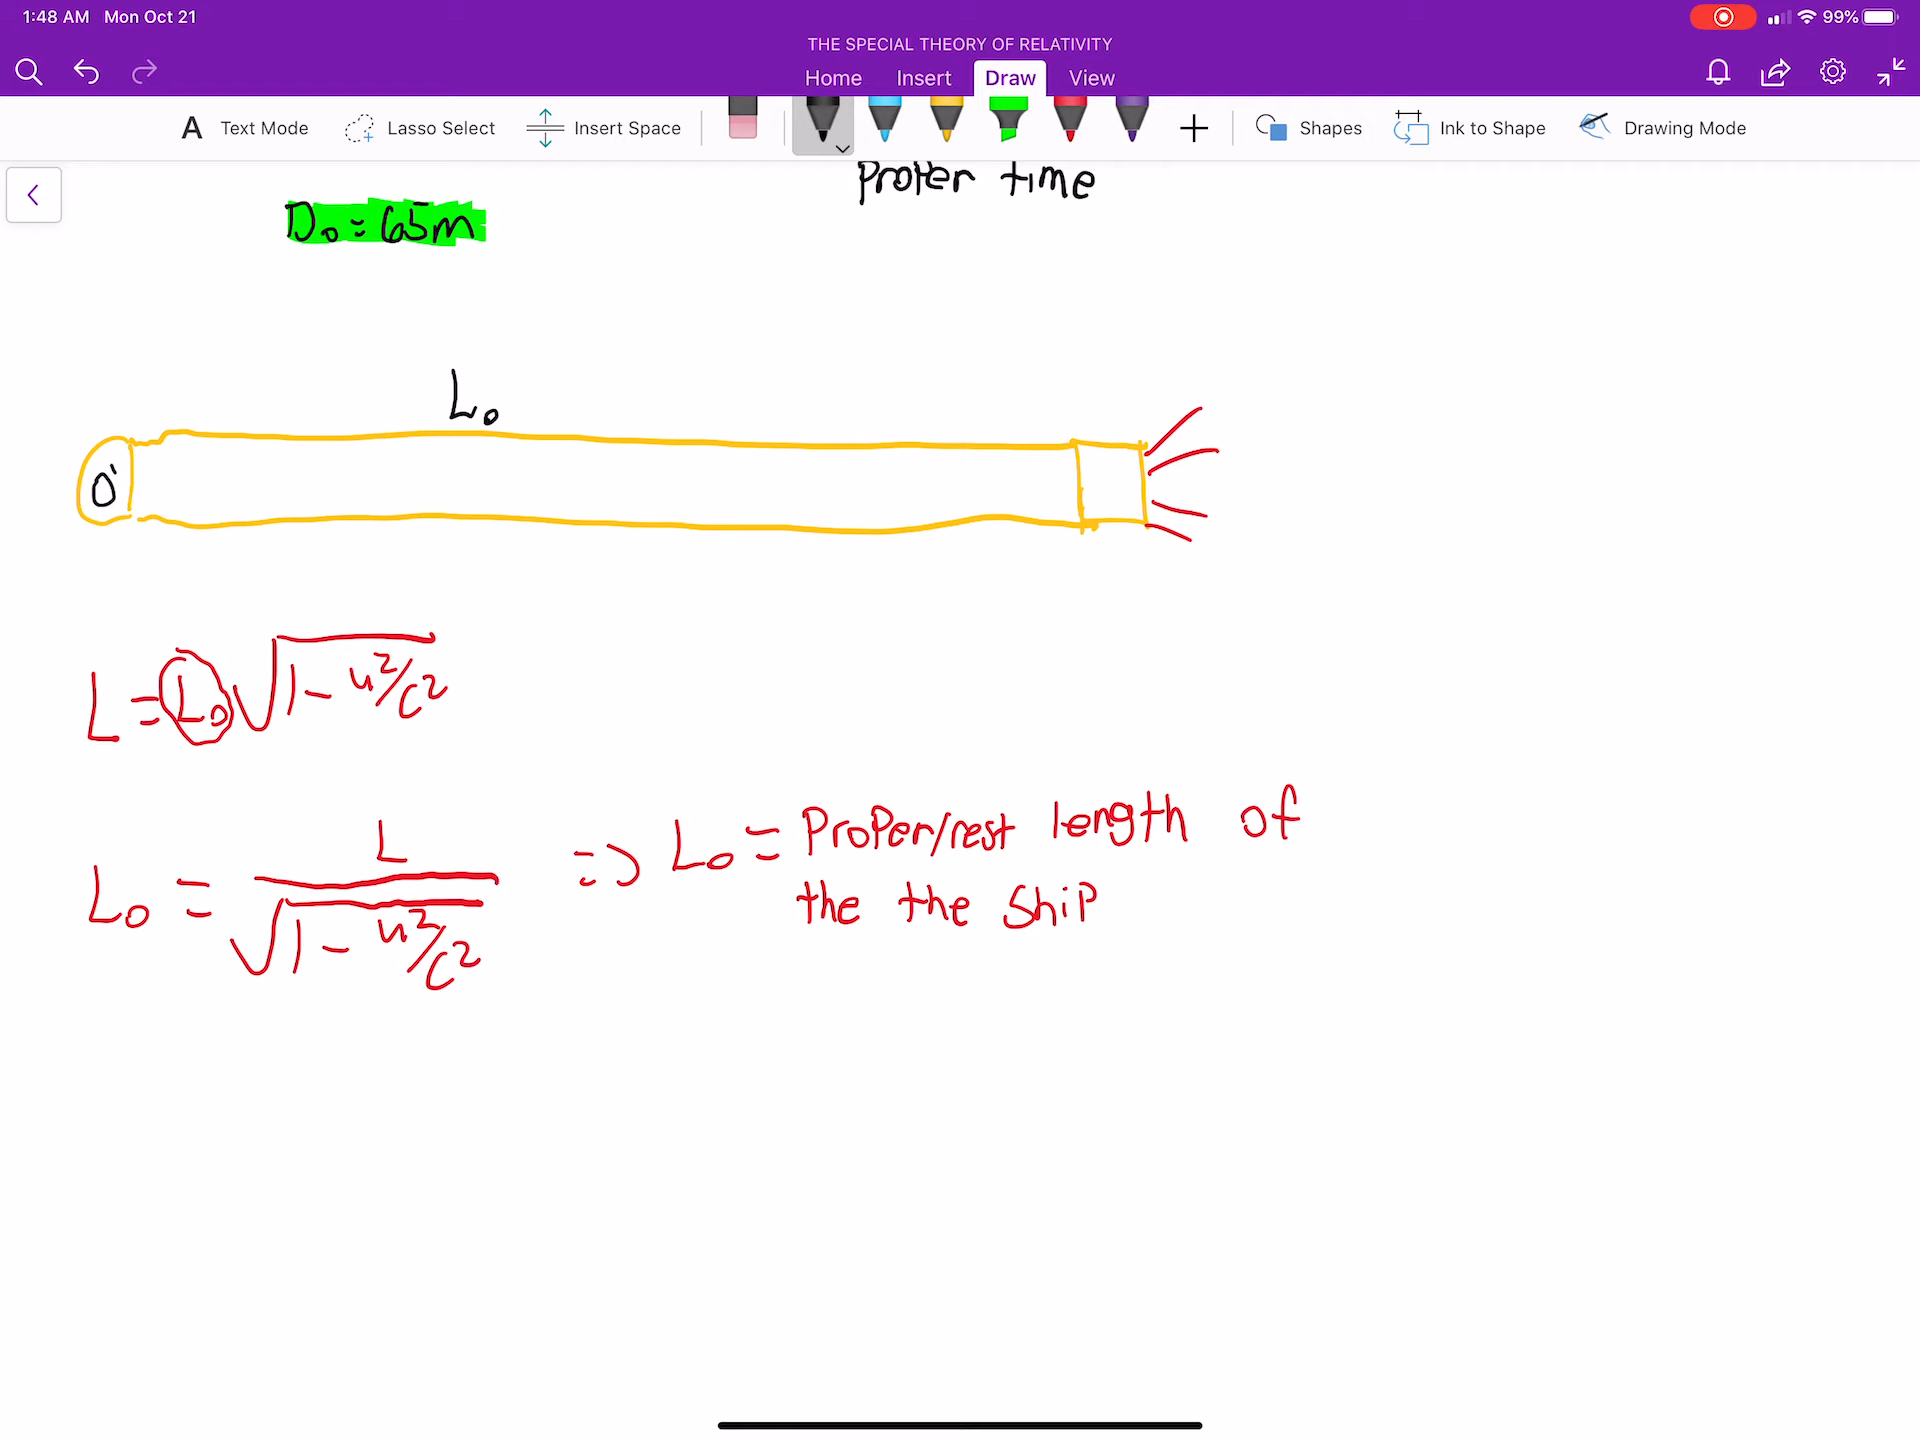 1:48 AM Mon Oct 21
99%
THE SPECIAL THEORY OF RELATIVITY
Home Insert Draw View
A Text Mode Lasso Select Insert Space Shapes Ink to Shape Drawing Mode
Proper time
D₀ = 65m
L₀
O'
L = L₀ √(1 - u²/c²)
L₀ = L / √(1 - u²/c²) => L₀ = Proper/rest length of
the the ship